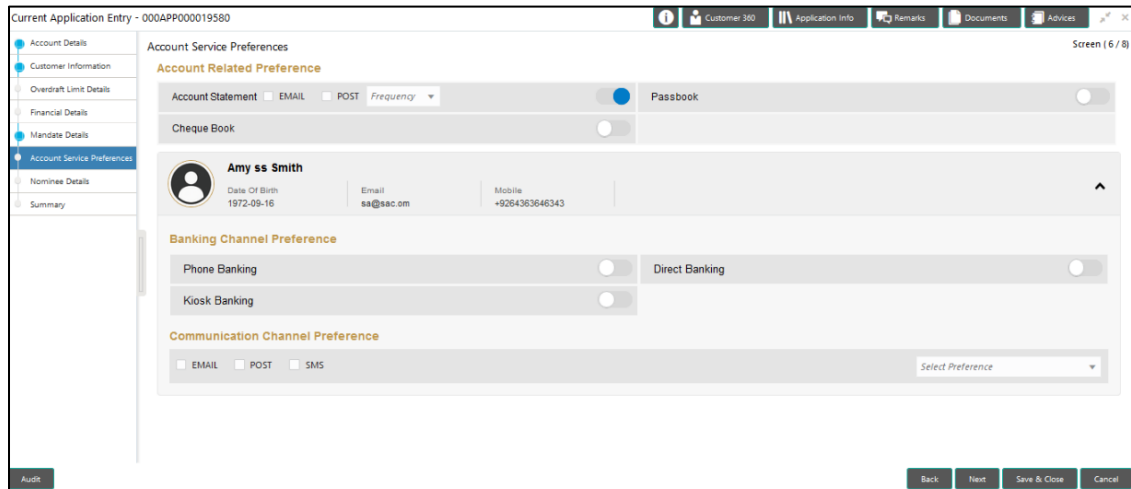 Current Application Entry - 000APP000019580
i Customer 360 Application Info Remarks Documents Advices
Account Details
Customer Information
Overdraft Limit Details
Financial Details
Mandate Details
Account Service Preferences
Nominee Details
Summary
Account Service Preferences Screen ( 6 / 8)
Account Related Preference
Account Statement EMAIL POST Frequency Passbook
Cheque Book
Amy ss Smith
Date Of Birth Email Mobile
1972-09-16 sa@sac.om +9264363646343
Banking Channel Preference
Phone Banking Direct Banking
Kiosk Banking
Communication Channel Preference
EMAIL POST SMS Select Preference
Audit Back Next Save & Close Cancel